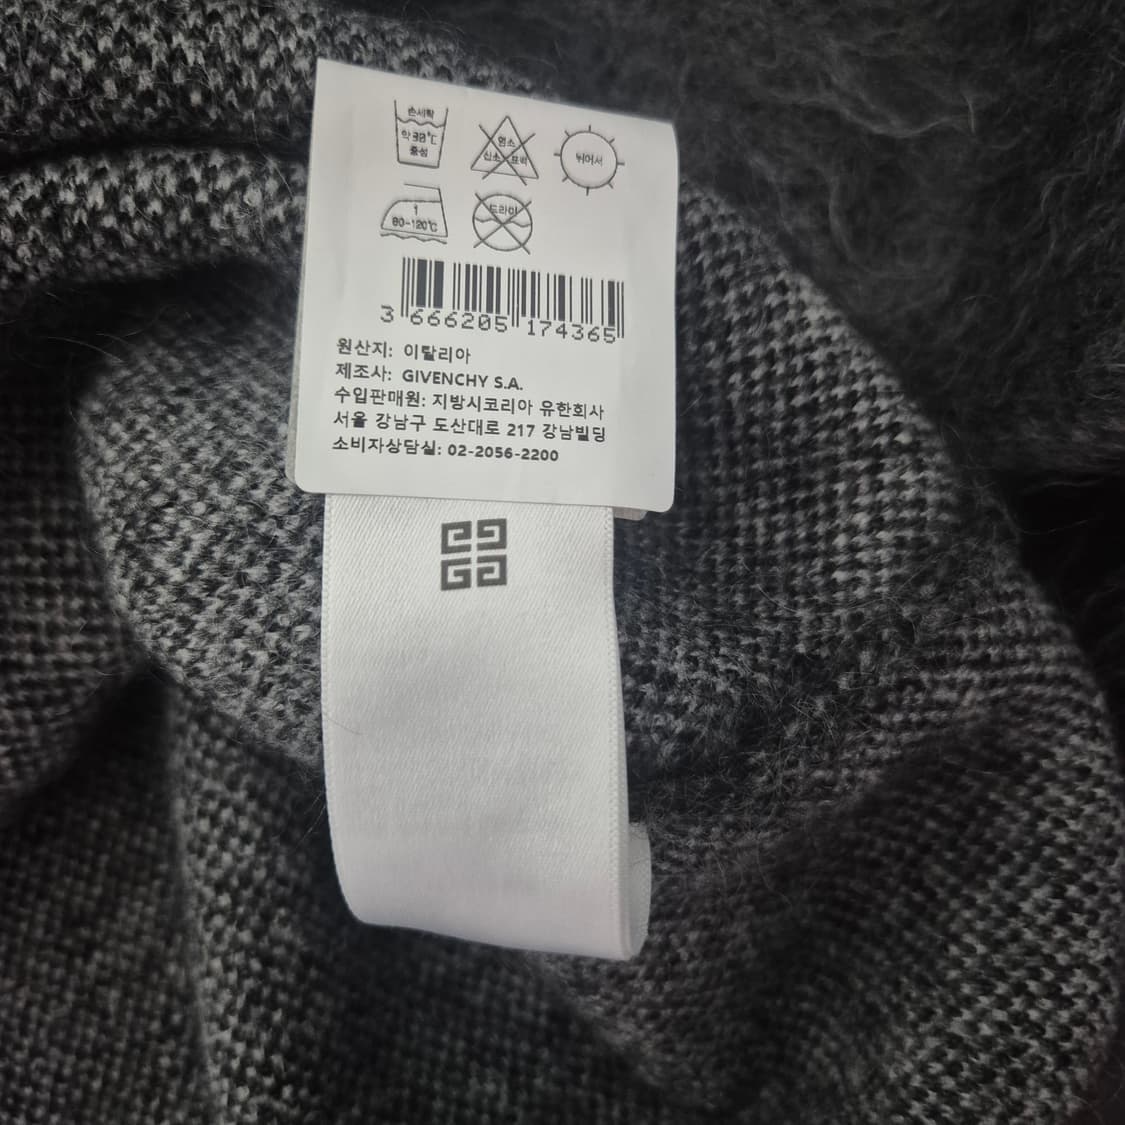 손세탁
약30℃
중성
염소
산소 표백
뉘어서
1
80-120℃
드라이
3 666205 174365
원산지: 이탈리아
제조사: GIVENCHY S.A.
수입판매원: 지방시코리아 유한회사
서울 강남구 도산대로 217 강남빌딩
소비자상담실: 02-2056-2200